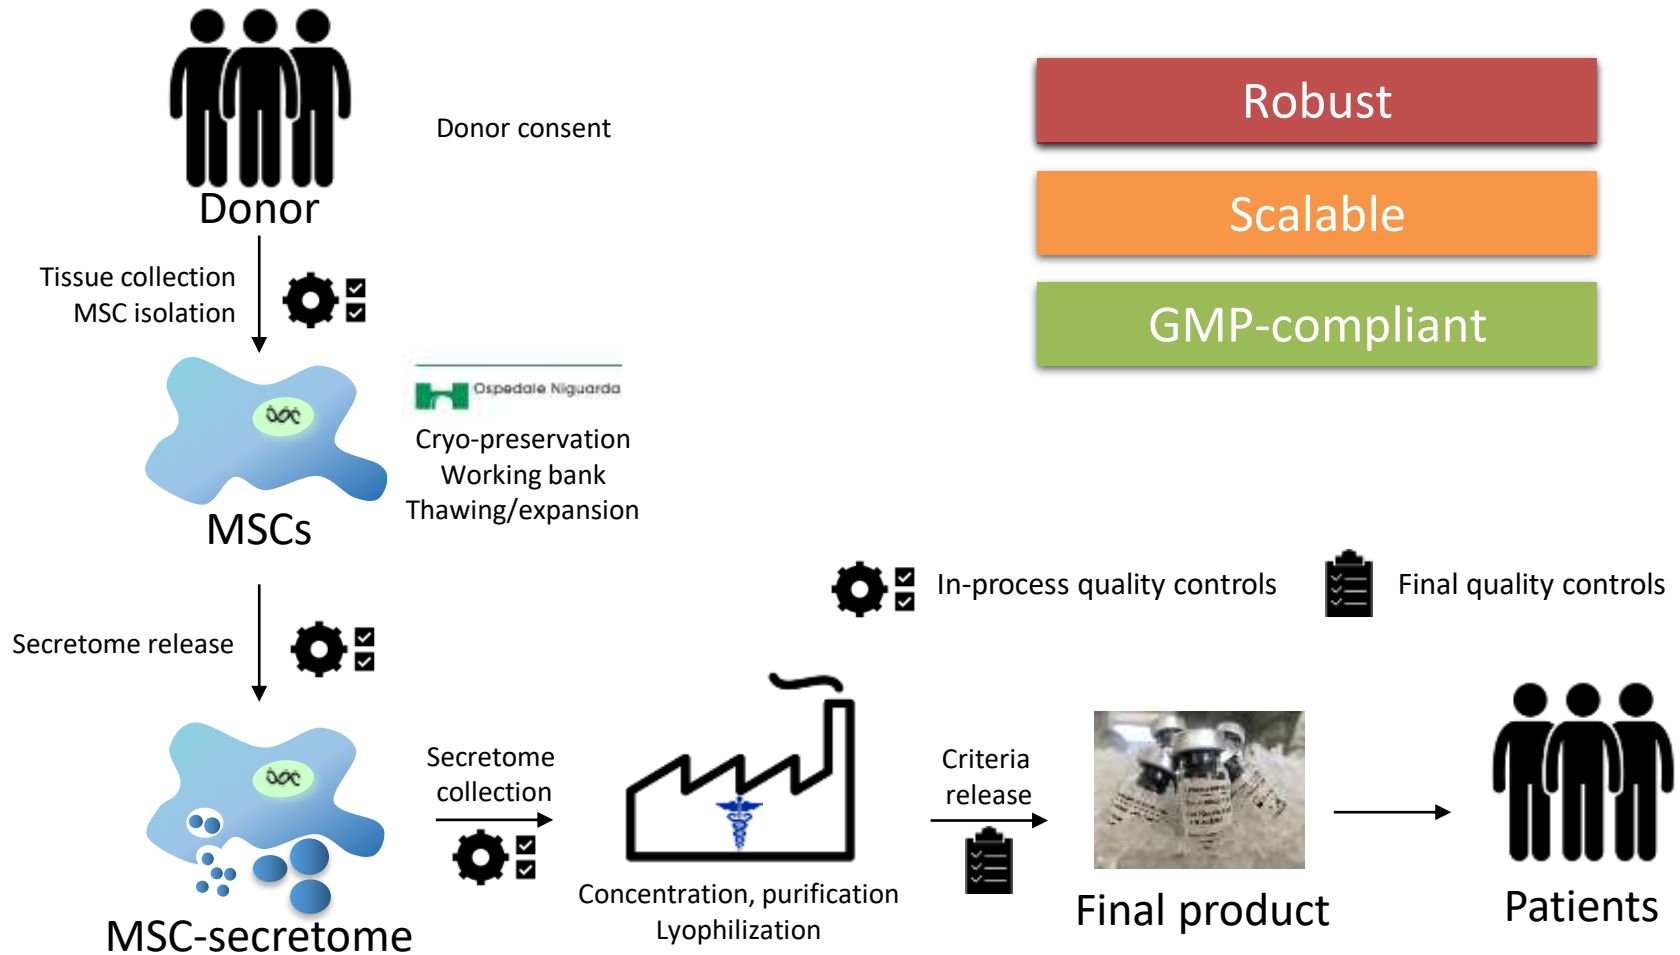 Donor consent
Donor
Tissue collection
MSC isolation
Ospedale Niguarda
Cryo-preservation
Working bank
Thawing/expansion
MSCs
Robust
Scalable
GMP-compliant
In-process quality controls
Final quality controls
Secretome release
MSC-secretome
Secretome
collection
Concentration, purification
Lyophilization
Criteria
release
Final product
Patients